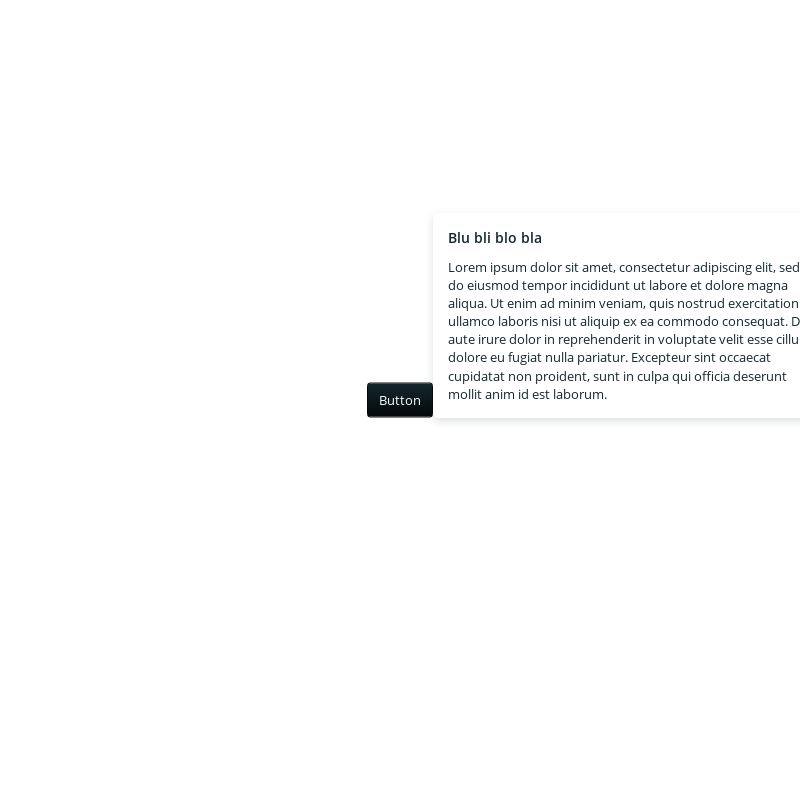 Blu bli blo bla
Lorem ipsum dolor sit amet, consectetur adipiscing elit, sed
do eiusmod tempor incididunt ut labore et dolore magna
aliqua. Ut enim ad minim veniam, quis nostrud exercitation
ullamco laboris nisi ut aliquip ex ea commodo consequat. D
aute irure dolor in reprehenderit in voluptate velit esse cillu
dolore eu fugiat nulla pariatur. Excepteur sint occaecat
cupidatat non proident, sunt in culpa qui officia deserunt
mollit anim id est laborum.
Button